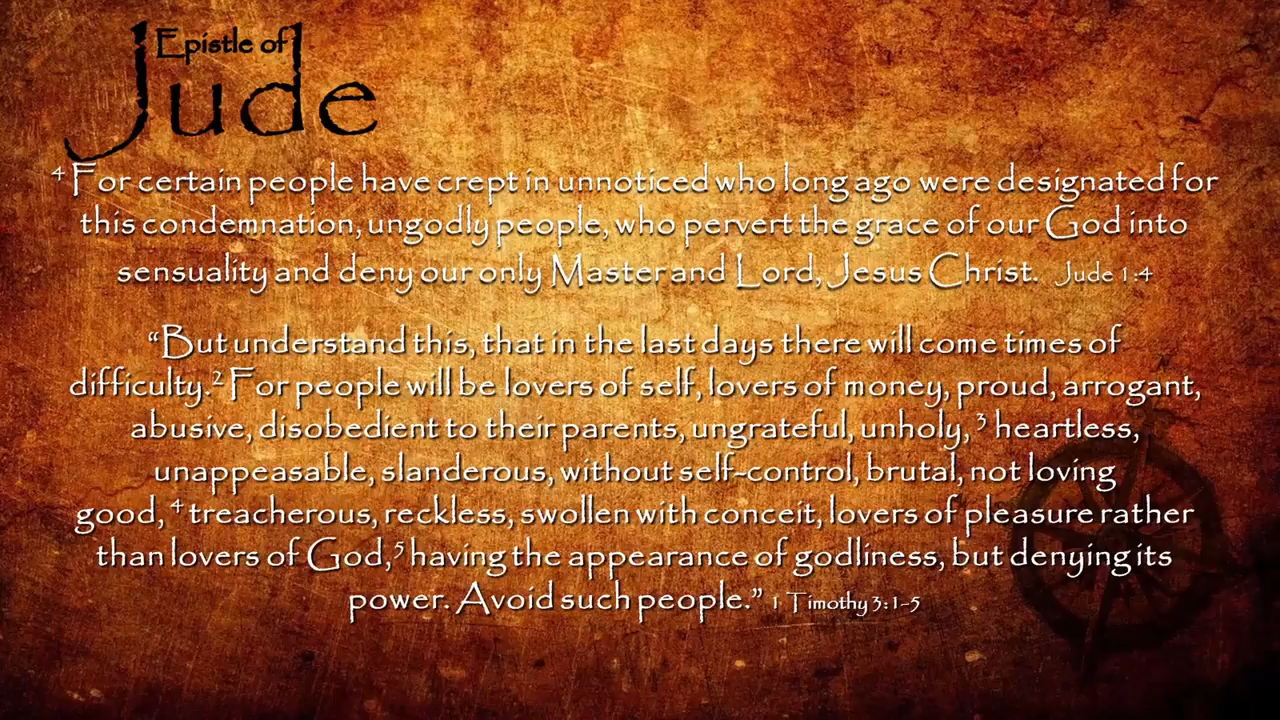 Epistle of
Jude
⁴ For certain people have crept in unnoticed who long ago were designated for
this condemnation, ungodly people, who pervert the grace of our God into
sensuality and deny our only Master and Lord, Jesus Christ. Jude 1:4
“But understand this, that in the last days there will come times of
difficulty.² For people will be lovers of self, lovers of money, proud, arrogant,
abusive, disobedient to their parents, ungrateful, unholy, ³ heartless,
unappeasable, slanderous, without self-control, brutal, not loving
good, ⁴ treacherous, reckless, swollen with conceit, lovers of pleasure rather
than lovers of God,⁵ having the appearance of godliness, but denying its
power. Avoid such people.” 1 Timothy 3:1-5